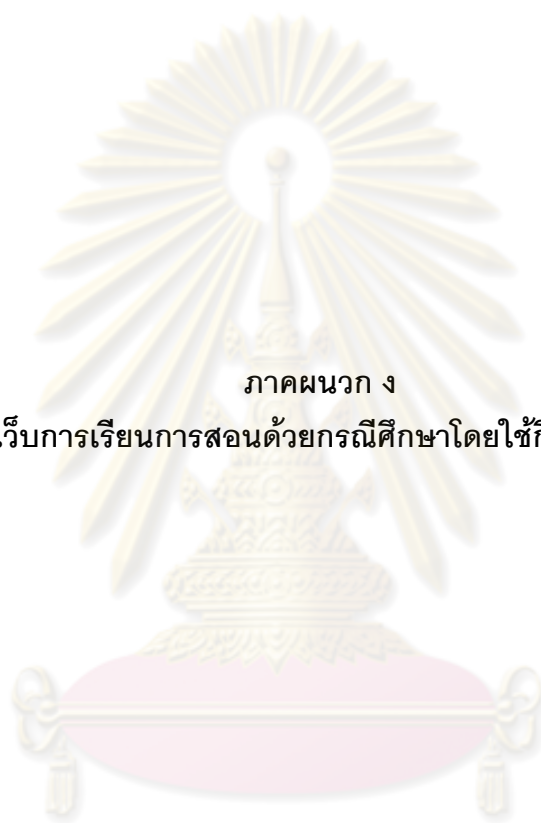 ภาคผนวก ง
เว็บการเรียนการสอนด้วยกรณีศึกษาโดยใช้